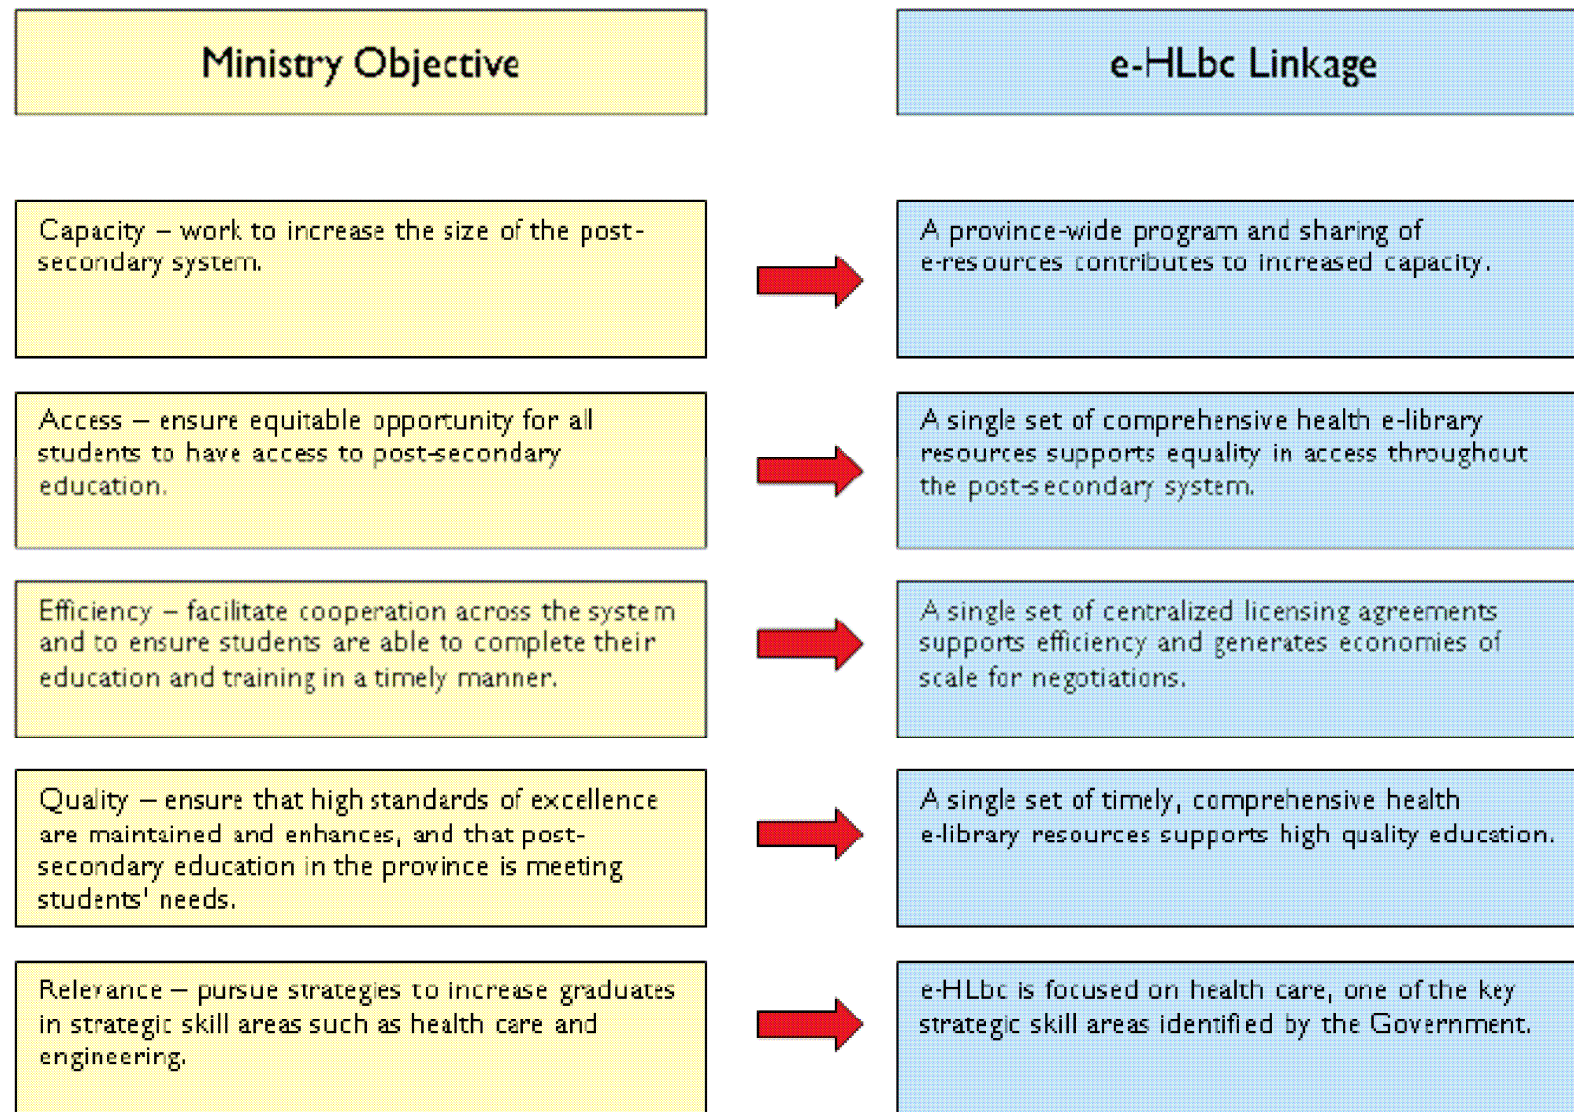 Ministry Objective
e-HLbc Linkage
Capacity – work to increase the size of the post-
secondary system.
A province-wide program and sharing of
e-resources contributes to increased capacity.
Access – ensure equitable opportunity for all
students to have access to post-secondary
education.
A single set of comprehensive health e-library
resources supports equality in access throughout
the post-secondary system.
Efficiency – facilitate cooperation across the system
and to ensure students are able to complete their
education and training in a timely manner.
A single set of centralized licensing agreements
supports efficiency and generates economies of
scale for negotiations.
Quality – ensure that high standards of excellence
are maintained and enhances, and that post-
secondary education in the province is meeting
students' needs.
A single set of timely, comprehensive health
e-library resources supports high quality education.
Relevance – pursue strategies to increase graduates
in strategic skill areas such as health care and
engineering.
e-HLbc is focused on health care, one of the key
strategic skill areas identified by the Government.